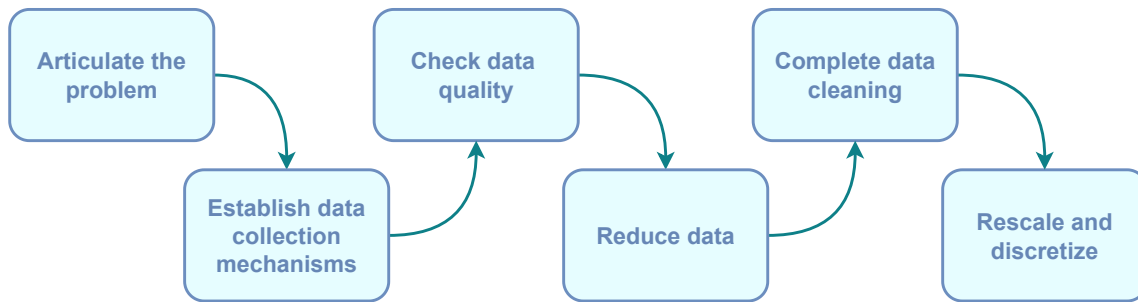 Articulate the
problem
Establish data
collection
mechanisms
Check data
quality
Reduce data
Complete data
cleaning
Rescale and
discretize